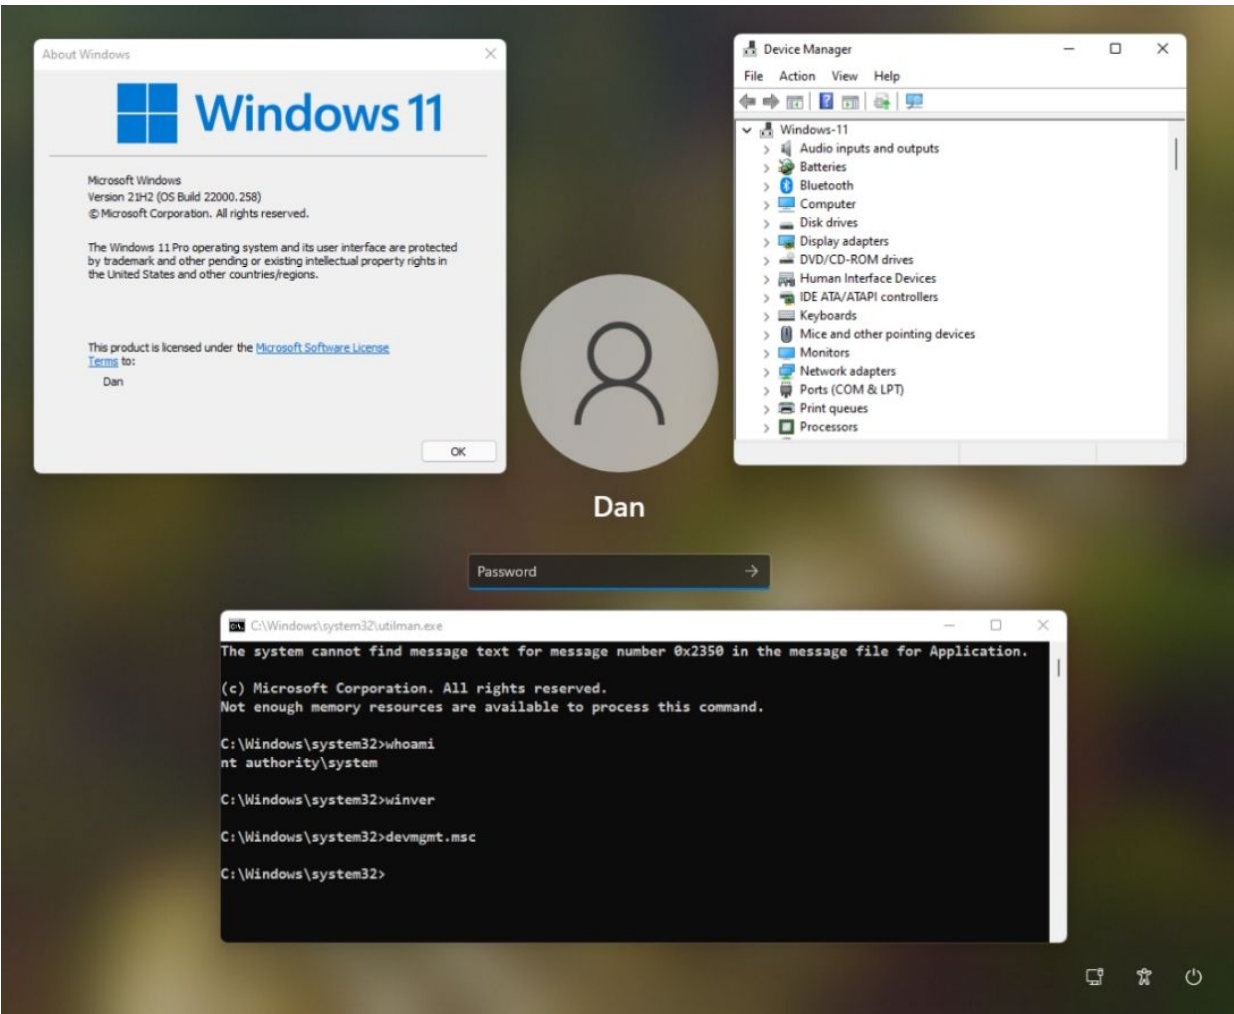 About Windows
Windows 11
Microsoft Windows
Version 21H2 (OS Build 22000.258)
© Microsoft Corporation. All rights reserved.
The Windows 11 Pro operating system and its user interface are protected
by trademark and other pending or existing intellectual property rights in
the United States and other countries/regions.
This product is licensed under the Microsoft Software License
Terms to:
Dan
OK
Device Manager
File Action View Help
Windows-11
Audio inputs and outputs
Batteries
Bluetooth
Computer
Disk drives
Display adapters
DVD/CD-ROM drives
Human Interface Devices
IDE ATA/ATAPI controllers
Keyboards
Mice and other pointing devices
Monitors
Network adapters
Ports (COM & LPT)
Print queues
Processors
Dan
Password
C:\Windows\system32\utilman.exe
The system cannot find message text for message number 0x2350 in the message file for Application.
(c) Microsoft Corporation. All rights reserved.
Not enough memory resources are available to process this command.
C:\Windows\system32>whoami
nt authority\system
C:\Windows\system32>winver
C:\Windows\system32>devmgmt.msc
C:\Windows\system32>